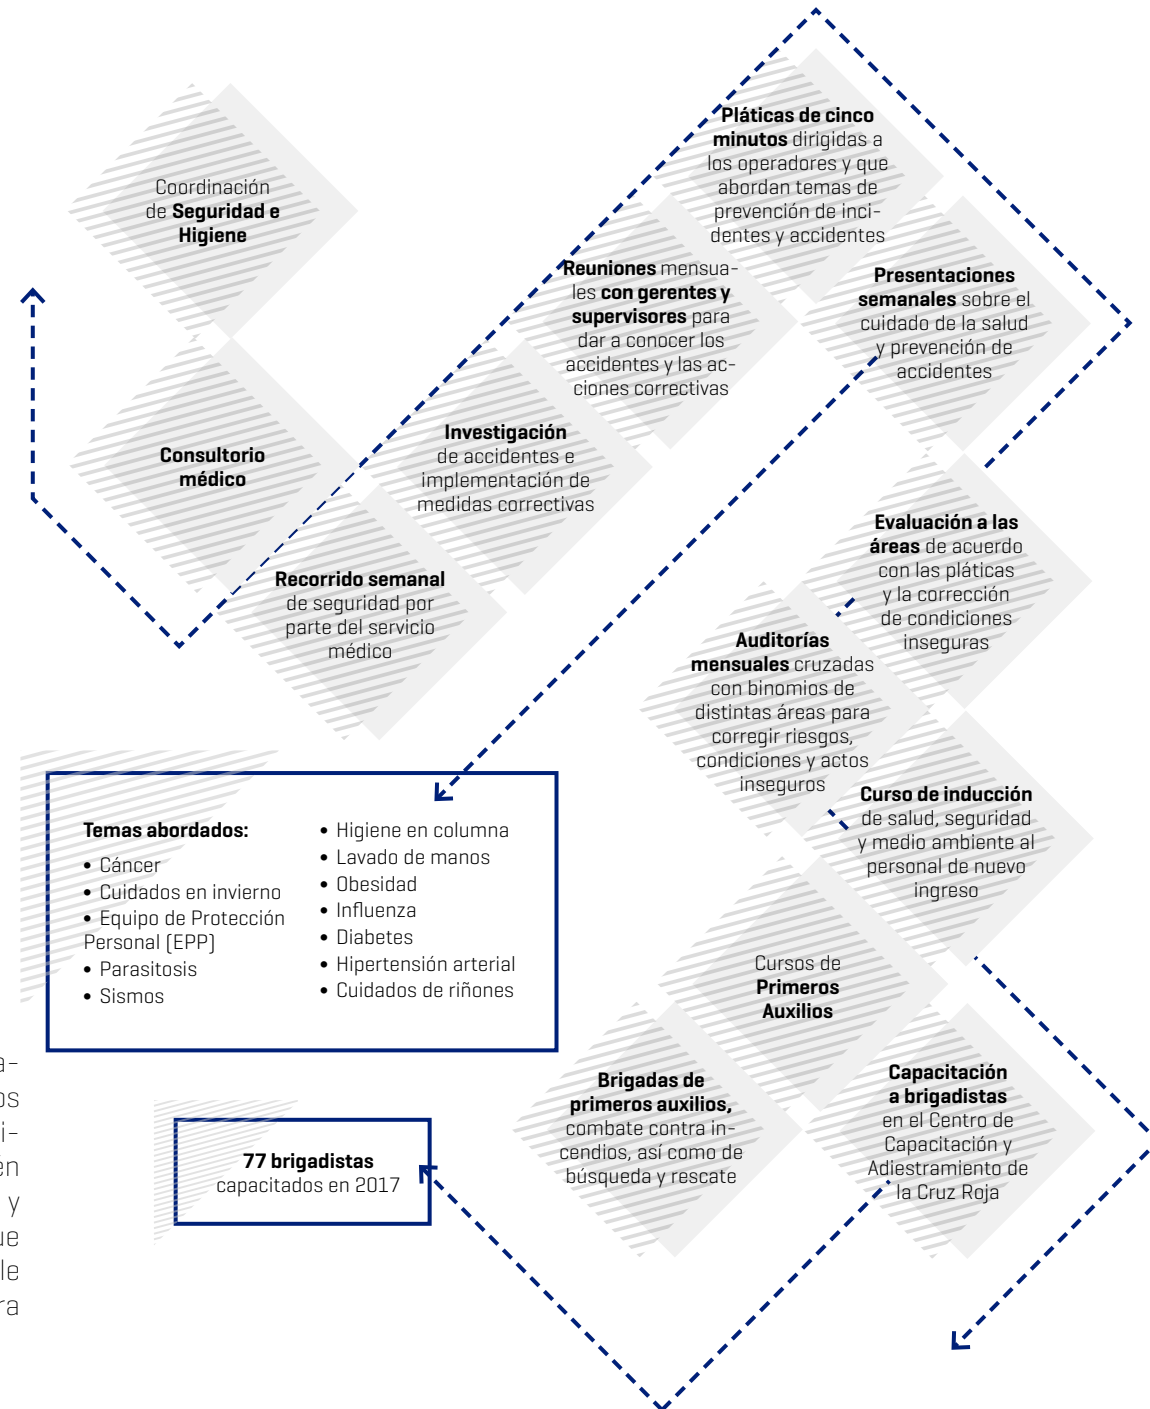 Coordinación
de Seguridad e
Higiene
Consultorio
médico
Recorrido semanal
de seguridad por
parte del servicio
médico
Investigación
de accidentes e
implementación de
medidas correctivas
Reuniones mensua-
les con gerentes y
supervisores para
dar a conocer los
accidentes y las ac-
ciones correctivas
Pláticas de cinco
minutos dirigidas a
los operadores y que
abordan temas de
prevención de inci-
dentes y accidentes
Presentaciones
semanales sobre el
cuidado de la salud
y prevención de
accidentes
Evaluación a las
áreas de acuerdo
con las pláticas
y la corrección
de condiciones
inseguras
Auditorías
mensuales cruzadas
con binomios de
distintas áreas para
corregir riesgos,
condiciones y actos
inseguros
Curso de inducción
de salud, seguridad
y medio ambiente al
personal de nuevo
ingreso
Cursos de
Primeros
Auxilios
Capacitación
a brigadistas
en el Centro de
Capacitación y
Adiestramiento de
la Cruz Roja
Brigadas de
primeros auxilios,
combate contra in-
cendios, así como de
búsqueda y rescate
Temas abordados:
• Cáncer
• Cuidados en invierno
• Equipo de Protección
Personal (EPP)
• Parasitosis
• Sismos
• Higiene en columna
• Lavado de manos
• Obesidad
• Influenza
• Diabetes
• Hipertensión arterial
• Cuidados de riñones
77 brigadistas
capacitados en 2017
a-
os
i-
én
y
ue
le
ra